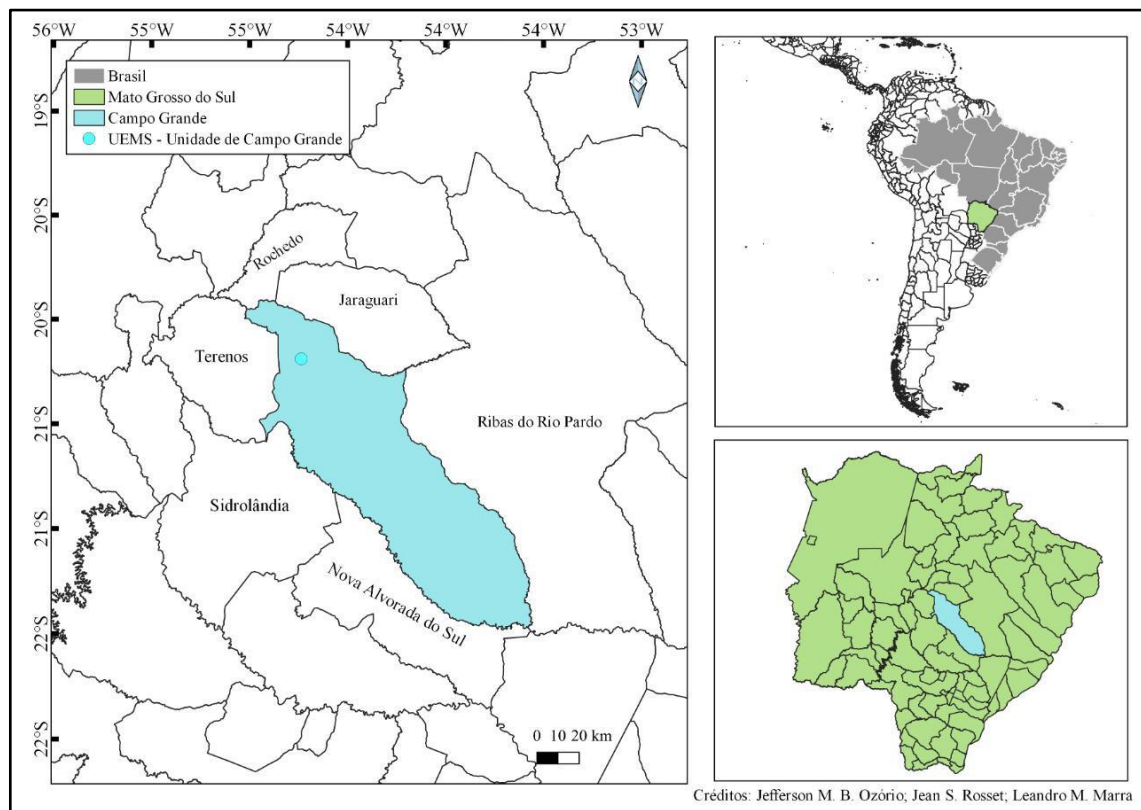 56°W 55°W 55°W 54°W 54°W 54°W 53°W
19°S
20°S
20°S
21°S
21°S
22°S
22°S
Brasil
Mato Grosso do Sul
Campo Grande
UEMS - Unidade de Campo Grande
Rochedo
Jaraguari
Terenos
Ribas do Rio Pardo
Sidrolândia
Nova Alvorada do Sul
0 10 20 km
Créditos: Jefferson M. B. Ozório; Jean S. Rosset; Leandro M. Marra